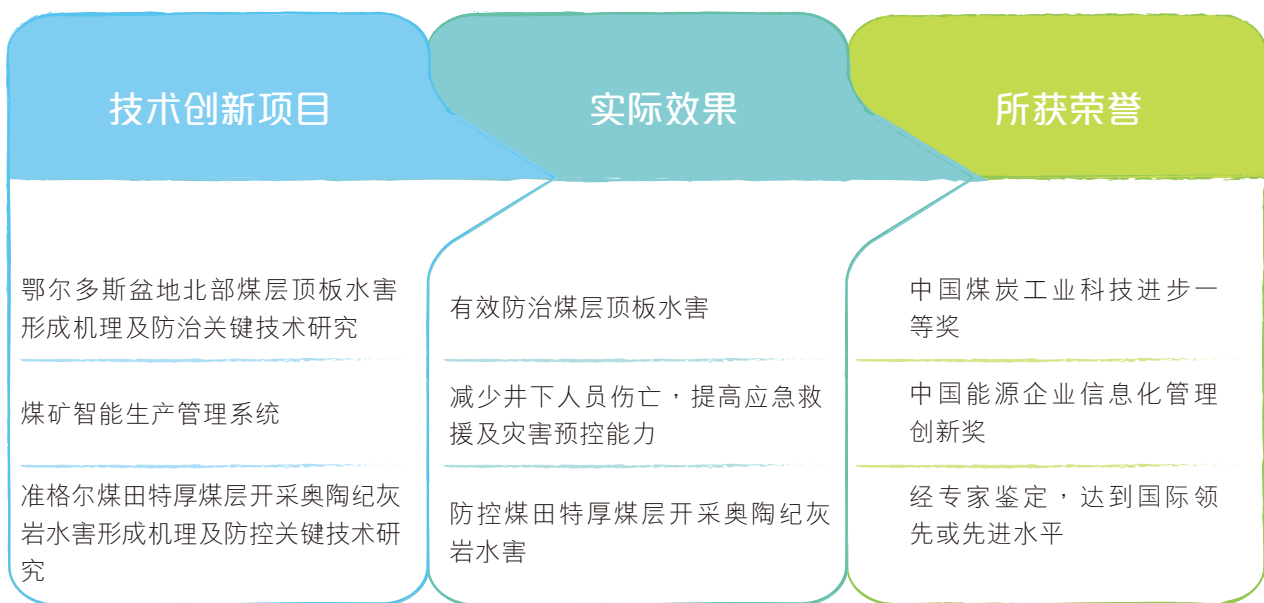 技术创新项目
实际效果
所获荣誉
鄂尔多斯盆地北部煤层顶板水害
形成机理及防治关键技术研究
有效防治煤层顶板水害
中国煤炭工业科技进步一
等奖
煤矿智能生产管理系统
减少井下人员伤亡，提高应急救
援及灾害预控能力
中国能源企业信息化管理
创新奖
准格尔煤田特厚煤层开采奥陶纪灰
岩水害形成机理及防控关键技术研
究
防控煤田特厚煤层开采奥陶纪灰
岩水害
经专家鉴定，达到国际领
先或先进水平